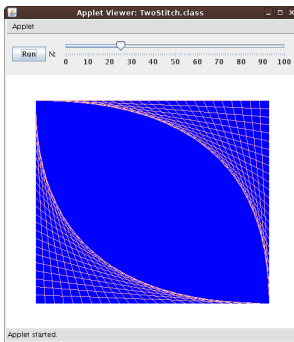 Applet Viewer: TwoStitch.class
Applet
Run N:
0 10 20 30 40 50 60 70 80 90 100
Applet started.